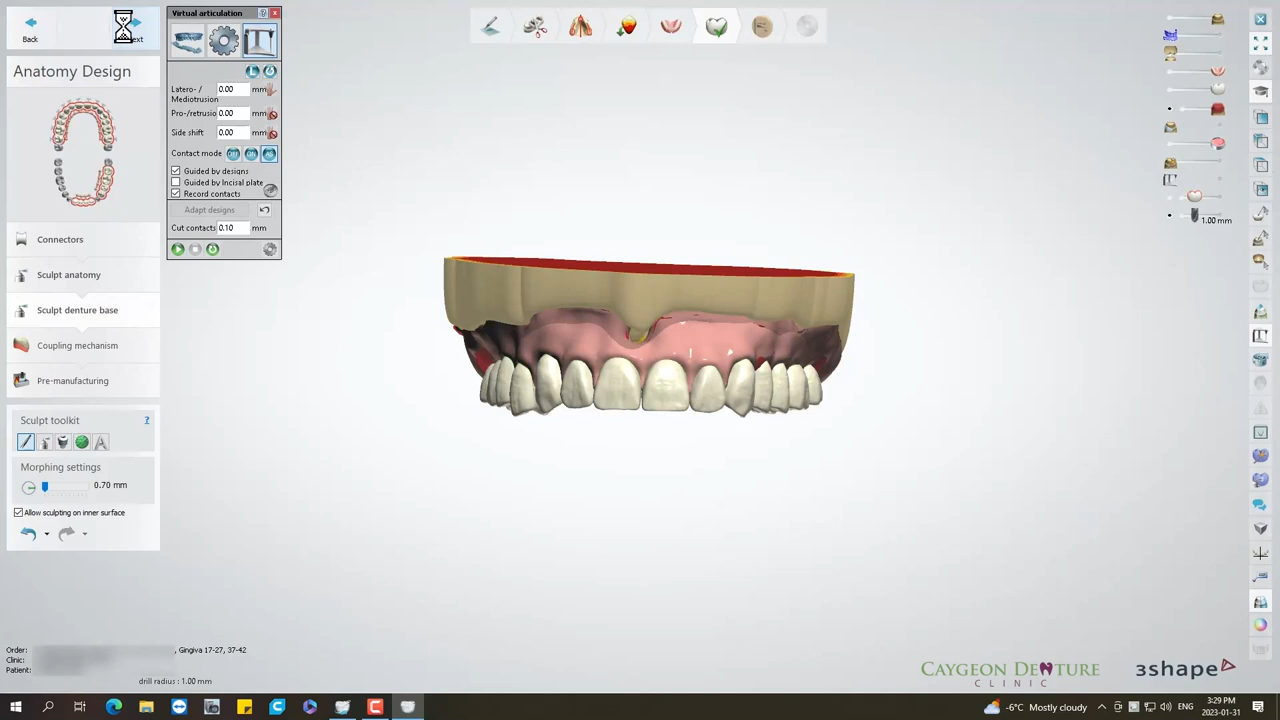 Back
ext
Anatomy Design
Connectors
Sculpt anatomy
Sculpt denture base
Coupling mechanism
Pre-manufacturing
Sculpt toolkit
?
Morphing settings
0.70 mm
Allow sculpting on inner surface
Virtual articulation
Latero- /
Mediotrusion
0.00 mm
Pro-/retrusio 0.00 mm
Side shift 0.00 mm
Contact mode OFF ON
Guided by designs
Guided by Incisal plate
Record contacts
Adapt designs
Cut contacts 0.10 mm
1.00 mm
Order: , Gingiva 17-27, 37-42
Clinic:
Patient:
drill radius : 1.00 mm
CAYGEON DENTURE
CLINIC
3shape
-6°C Mostly cloudy
ENG
3:29 PM
2023-01-31